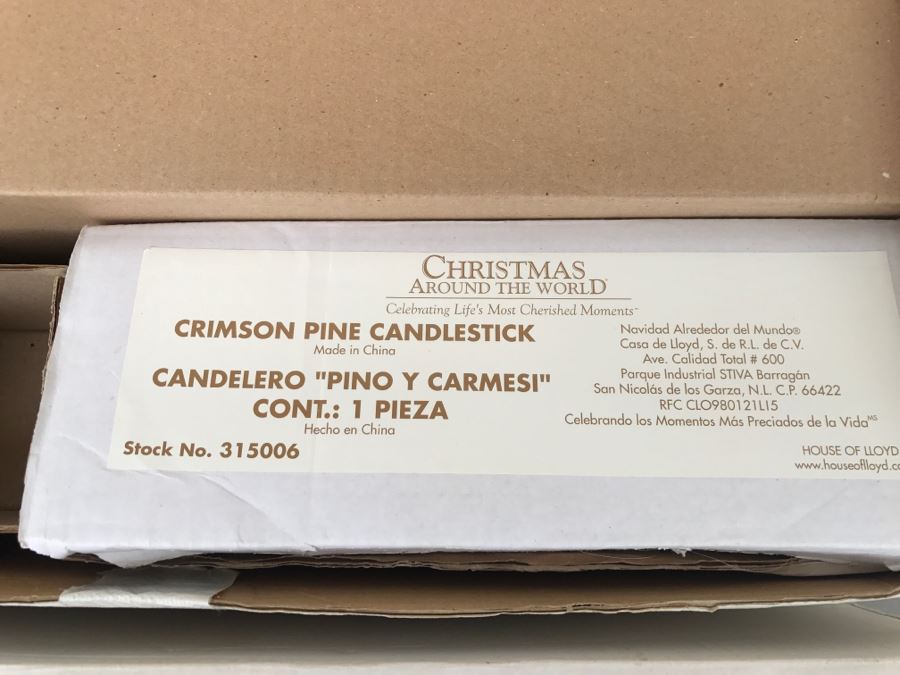 CHRISTMAS
AROUND THE WORLD
Celebrating Life's Most Cherished Moments
CRIMSON PINE CANDLESTICK
Made in China
CANDELERO "PINO Y CARMESI"
CONT.: 1 PIEZA
Hecho en China
Stock No. 315006
Navidad Alrededor del Mundo®
Casa de Lloyd, S. de R.L. de C.V.
Ave. Calidad Total # 600
Parque Industrial STIVA Barragán
San Nicolás de los Garza, N.L. C.P. 66422
RFC CLO980121LI5
Celebrando los Momentos Más Preciados de la Vida MS
HOUSE OF LLOYD
www.houseoflloyd.co